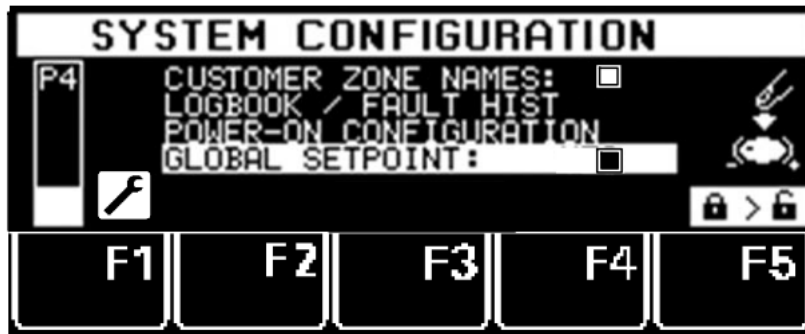 SYSTEM CONFIGURATION
P4
CUSTOMER ZONE NAMES:
LOGBOOK / FAULT HIST
POWER-ON CONFIGURATION
GLOBAL SETPOINT:
>
F1 F2 F3 F4 F5